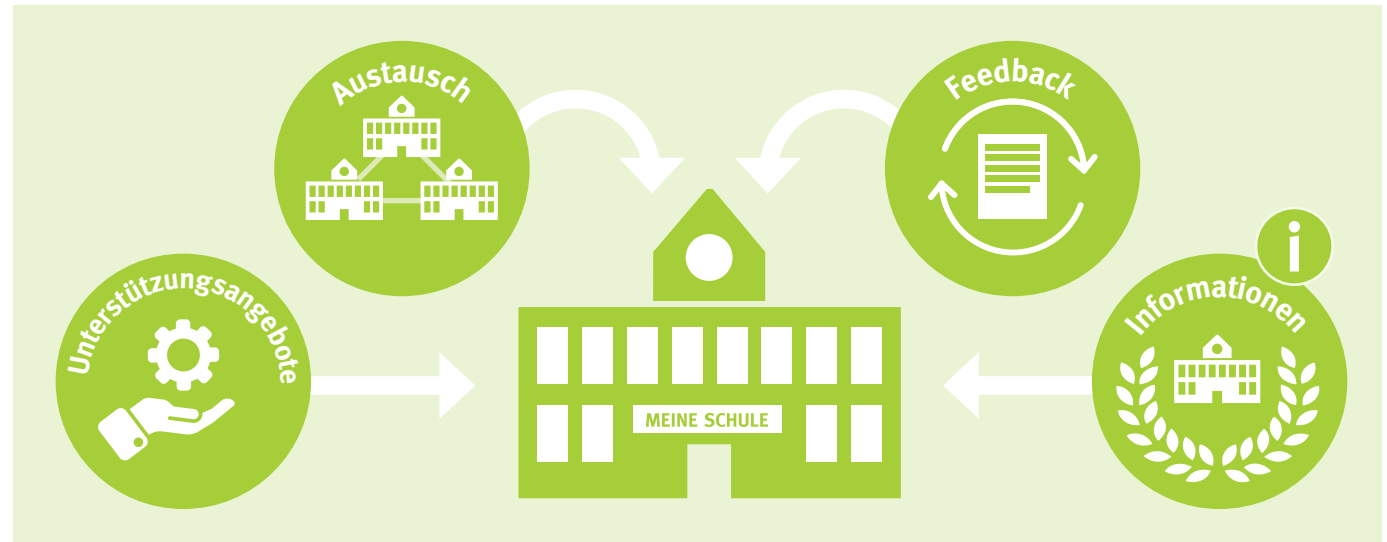 Austausch
Feedback
Unterstützungsangebote
i
Informationen
MEINE SCHULE